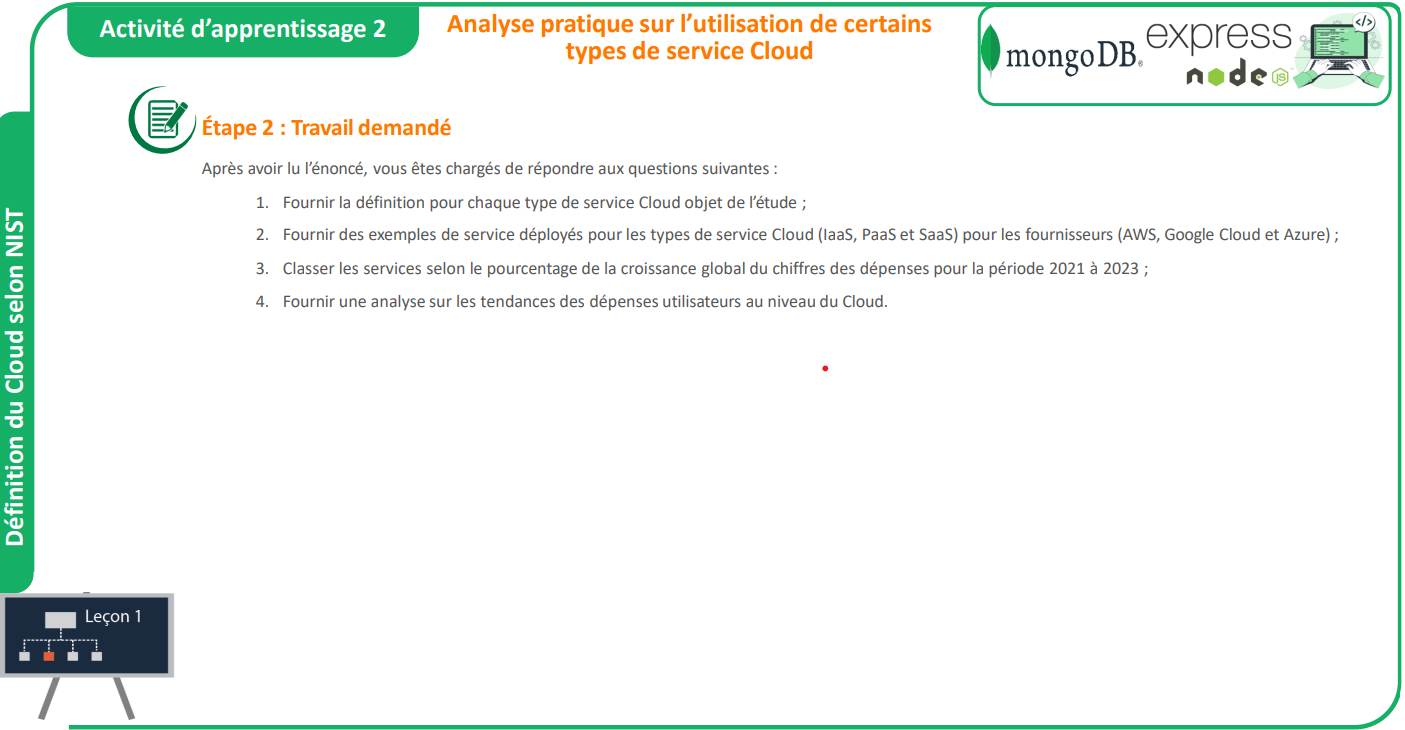 Activité d’apprentissage 2
Analyse pratique sur l’utilisation de certains
types de service Cloud
mongoDB®
express
node JS
</>
Étape 2 : Travail demandé
Après avoir lu l’énoncé, vous êtes chargés de répondre aux questions suivantes :
1. Fournir la définition pour chaque type de service Cloud objet de l’étude ;
2. Fournir des exemples de service déployés pour les types de service Cloud (IaaS, PaaS et SaaS) pour les fournisseurs (AWS, Google Cloud et Azure) ;
3. Classer les services selon le pourcentage de la croissance global du chiffres des dépenses pour la période 2021 à 2023 ;
4. Fournir une analyse sur les tendances des dépenses utilisateurs au niveau du Cloud.
Définition du Cloud selon NIST
Leçon 1